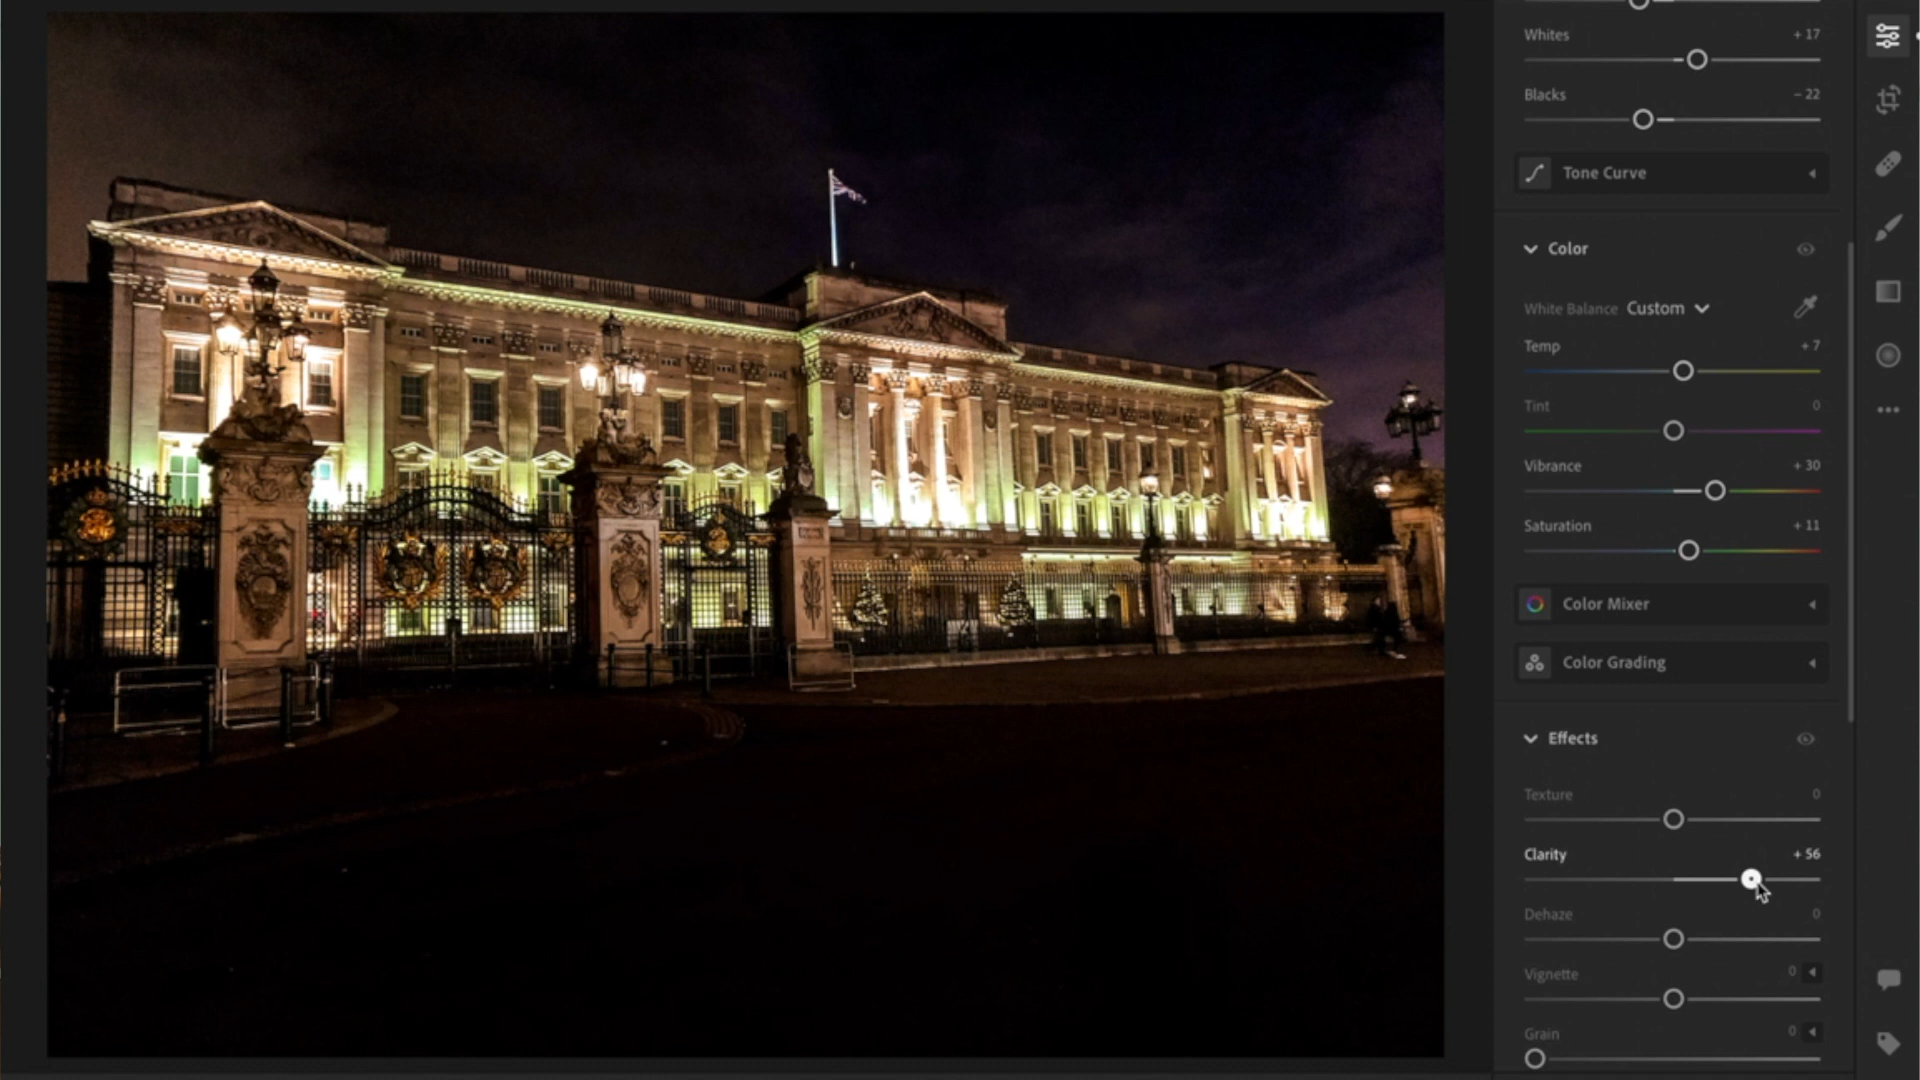 Whites + 17
Blacks − 22
Tone Curve
Color
White Balance Custom
Temp + 7
Tint 0
Vibrance + 30
Saturation + 11
Color Mixer
Color Grading
Effects
Texture 0
Clarity + 56
Dehaze 0
Vignette 0
Grain 0